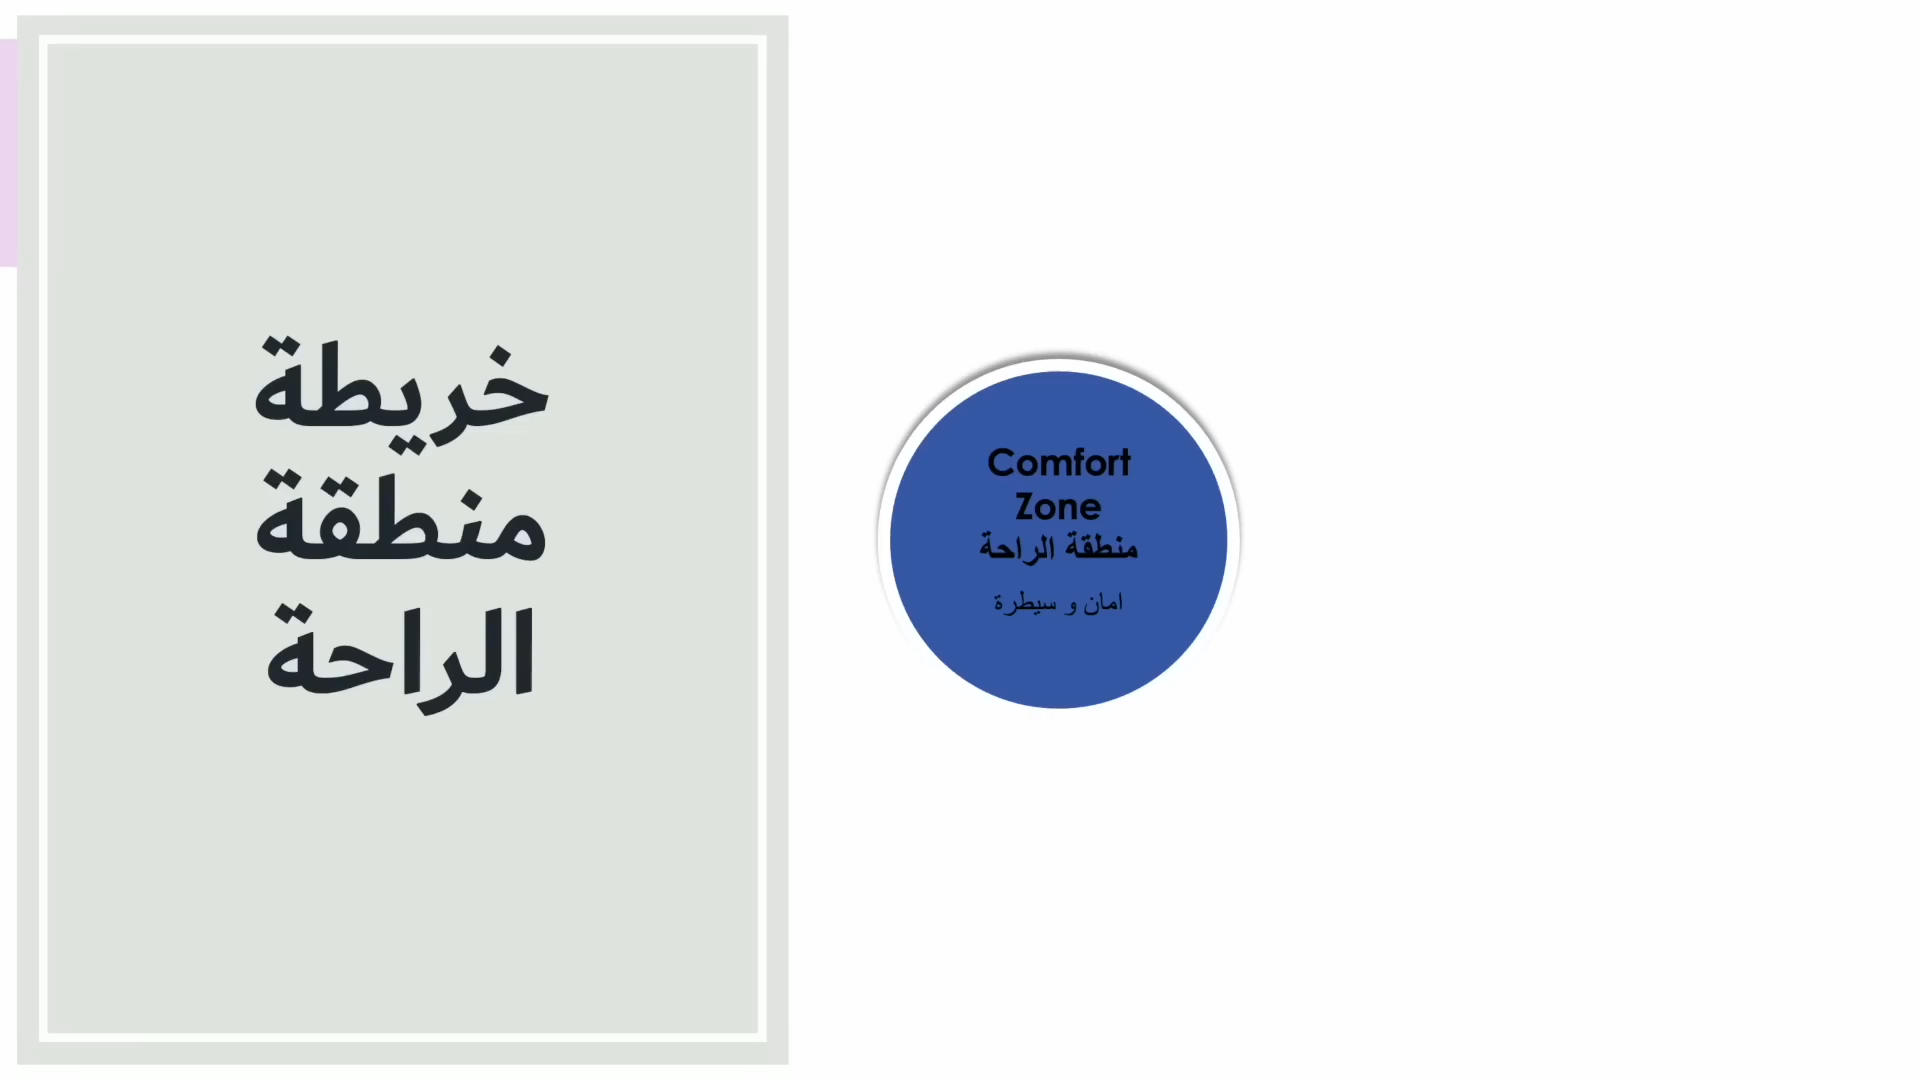 خريطة
منطقة
الراحة
Comfort
Zone
منطقة الراحة
امان و سيطرة